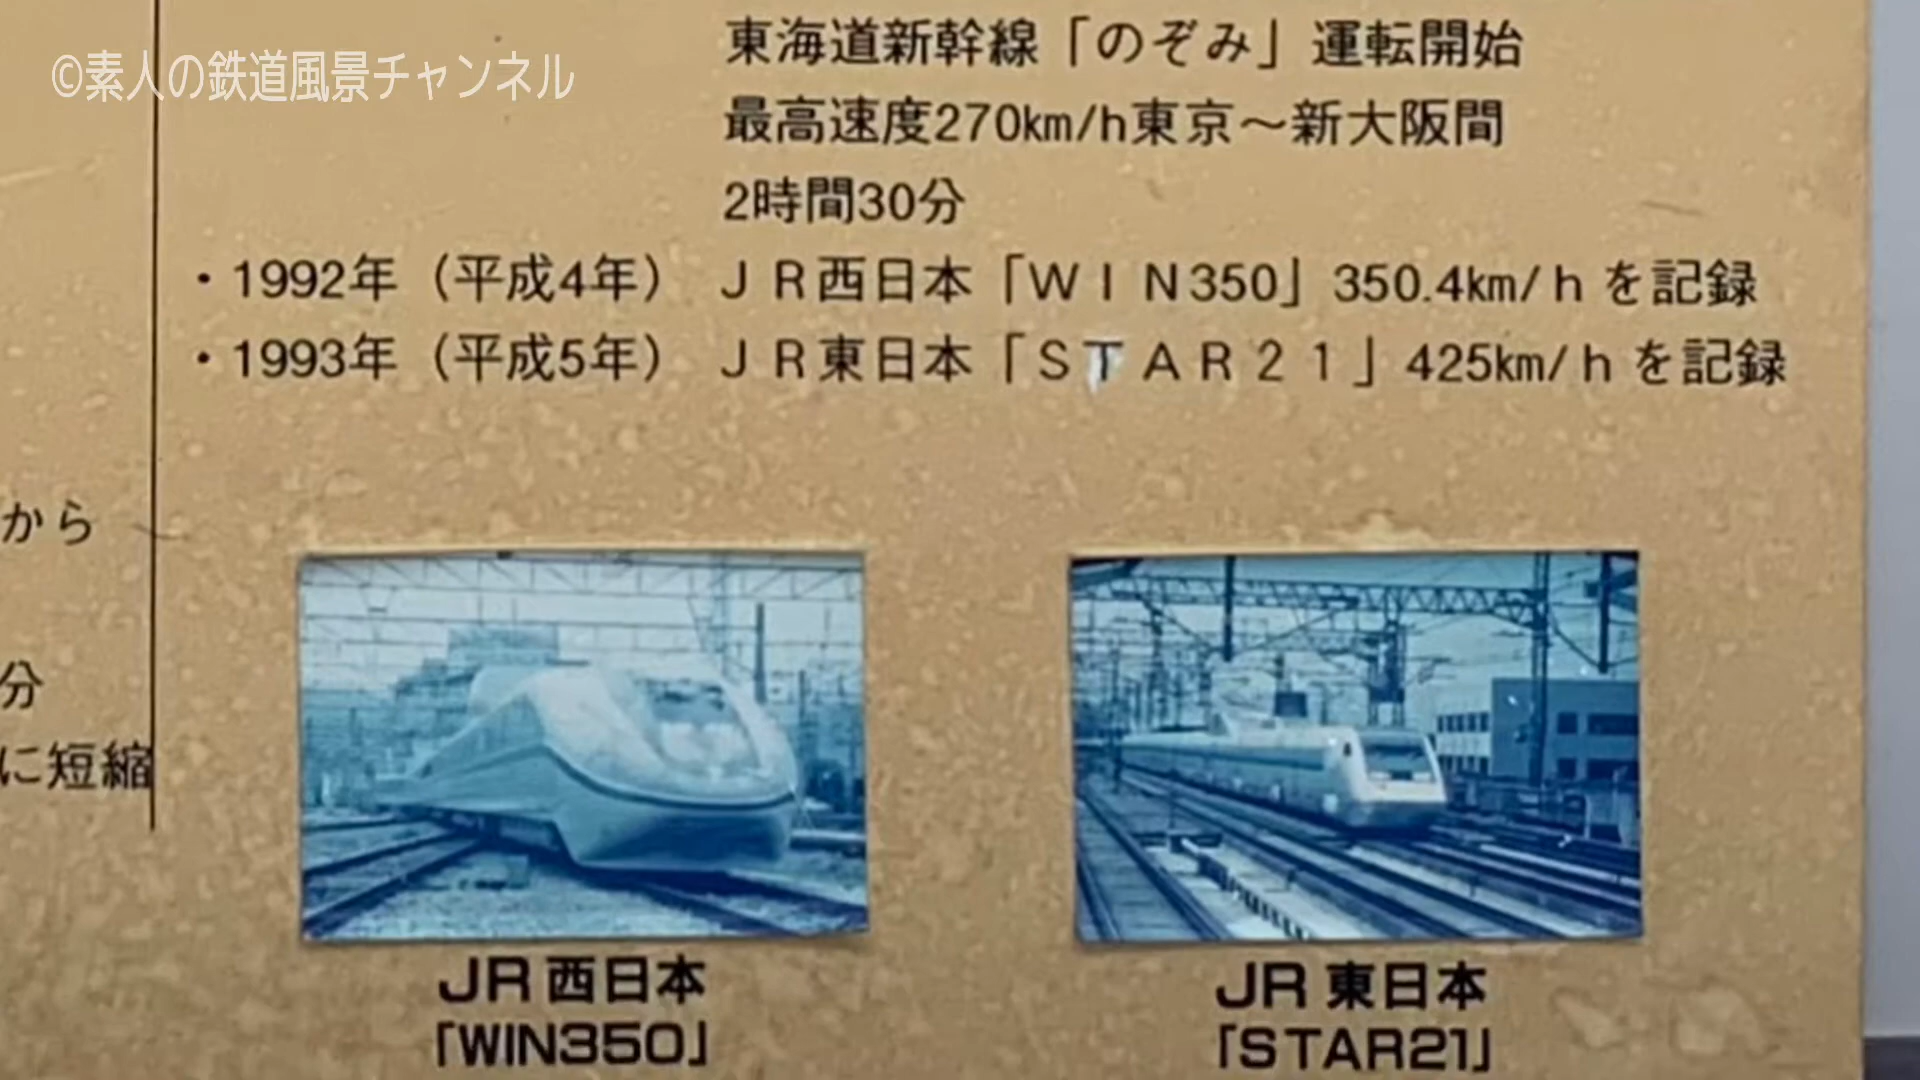 ©素人の鉄道風景チャンネル
東海道新幹線「のぞみ」運転開始
最高速度270km/h東京～新大阪間
2時間30分
・1992年（平成4年） ＪＲ西日本「ＷＩＮ350」350.4km/ｈを記録
・1993年（平成5年） ＪＲ東日本「ＳＴＡＲ２１」425km/ｈを記録
から
分
に短縮
JR西日本
「WIN350」
JR東日本
「STAR21」